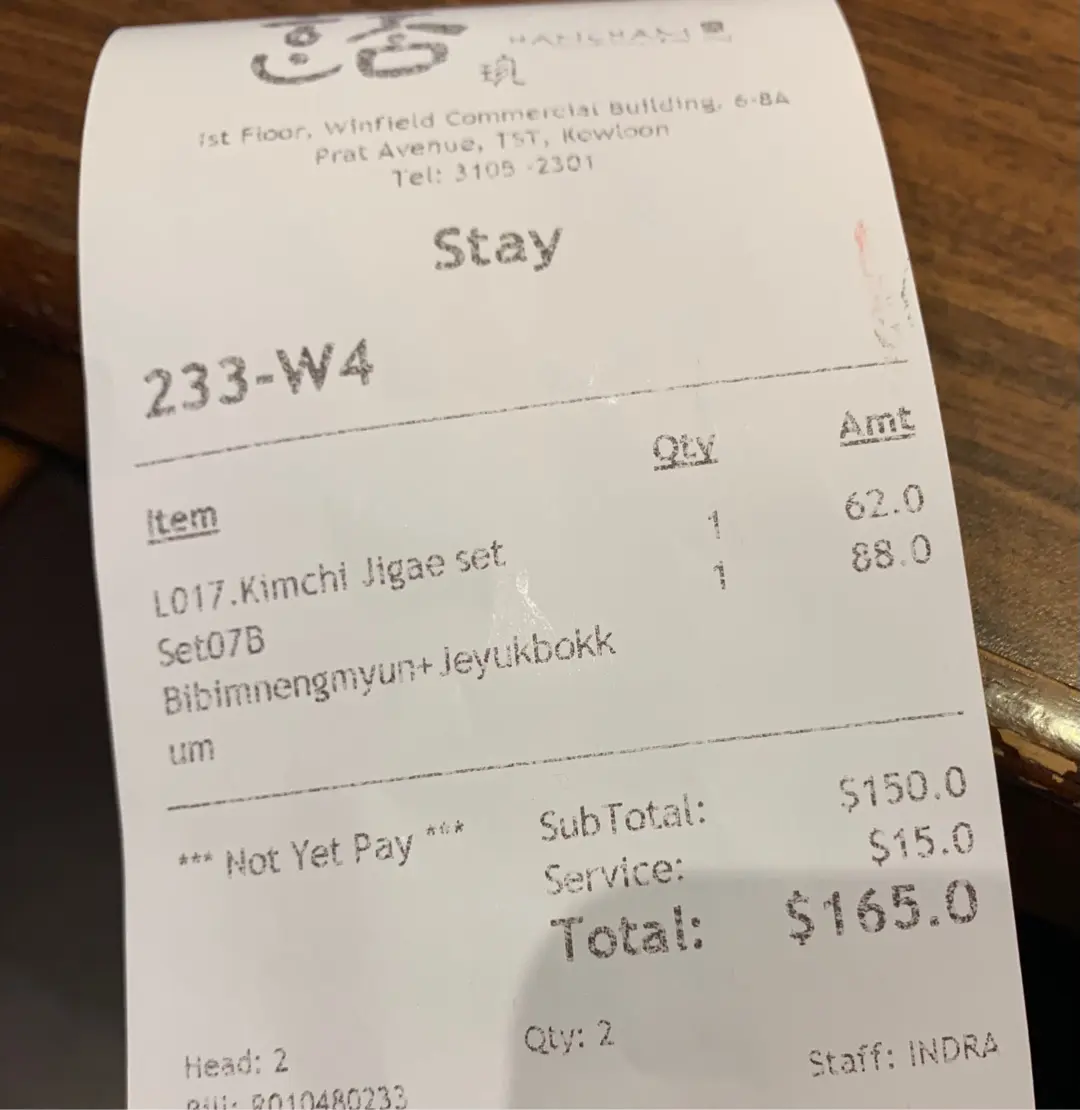 1st Floor, Winfield Commercial Building, 6-8A
Prat Avenue, TST, Kowloon
Tel: 3105 -2301
Stay
233-W4
Item Qty Amt
L017.Kimchi Jigae set 1 62.0
Set07B 1 88.0
Bibimnengmyun+Jeyukbokk
um
*** Not Yet Pay *** SubTotal: $150.0
Service: $15.0
Total: $165.0
Head: 2 Qty: 2 Staff: INDRA
Bill: R010480233